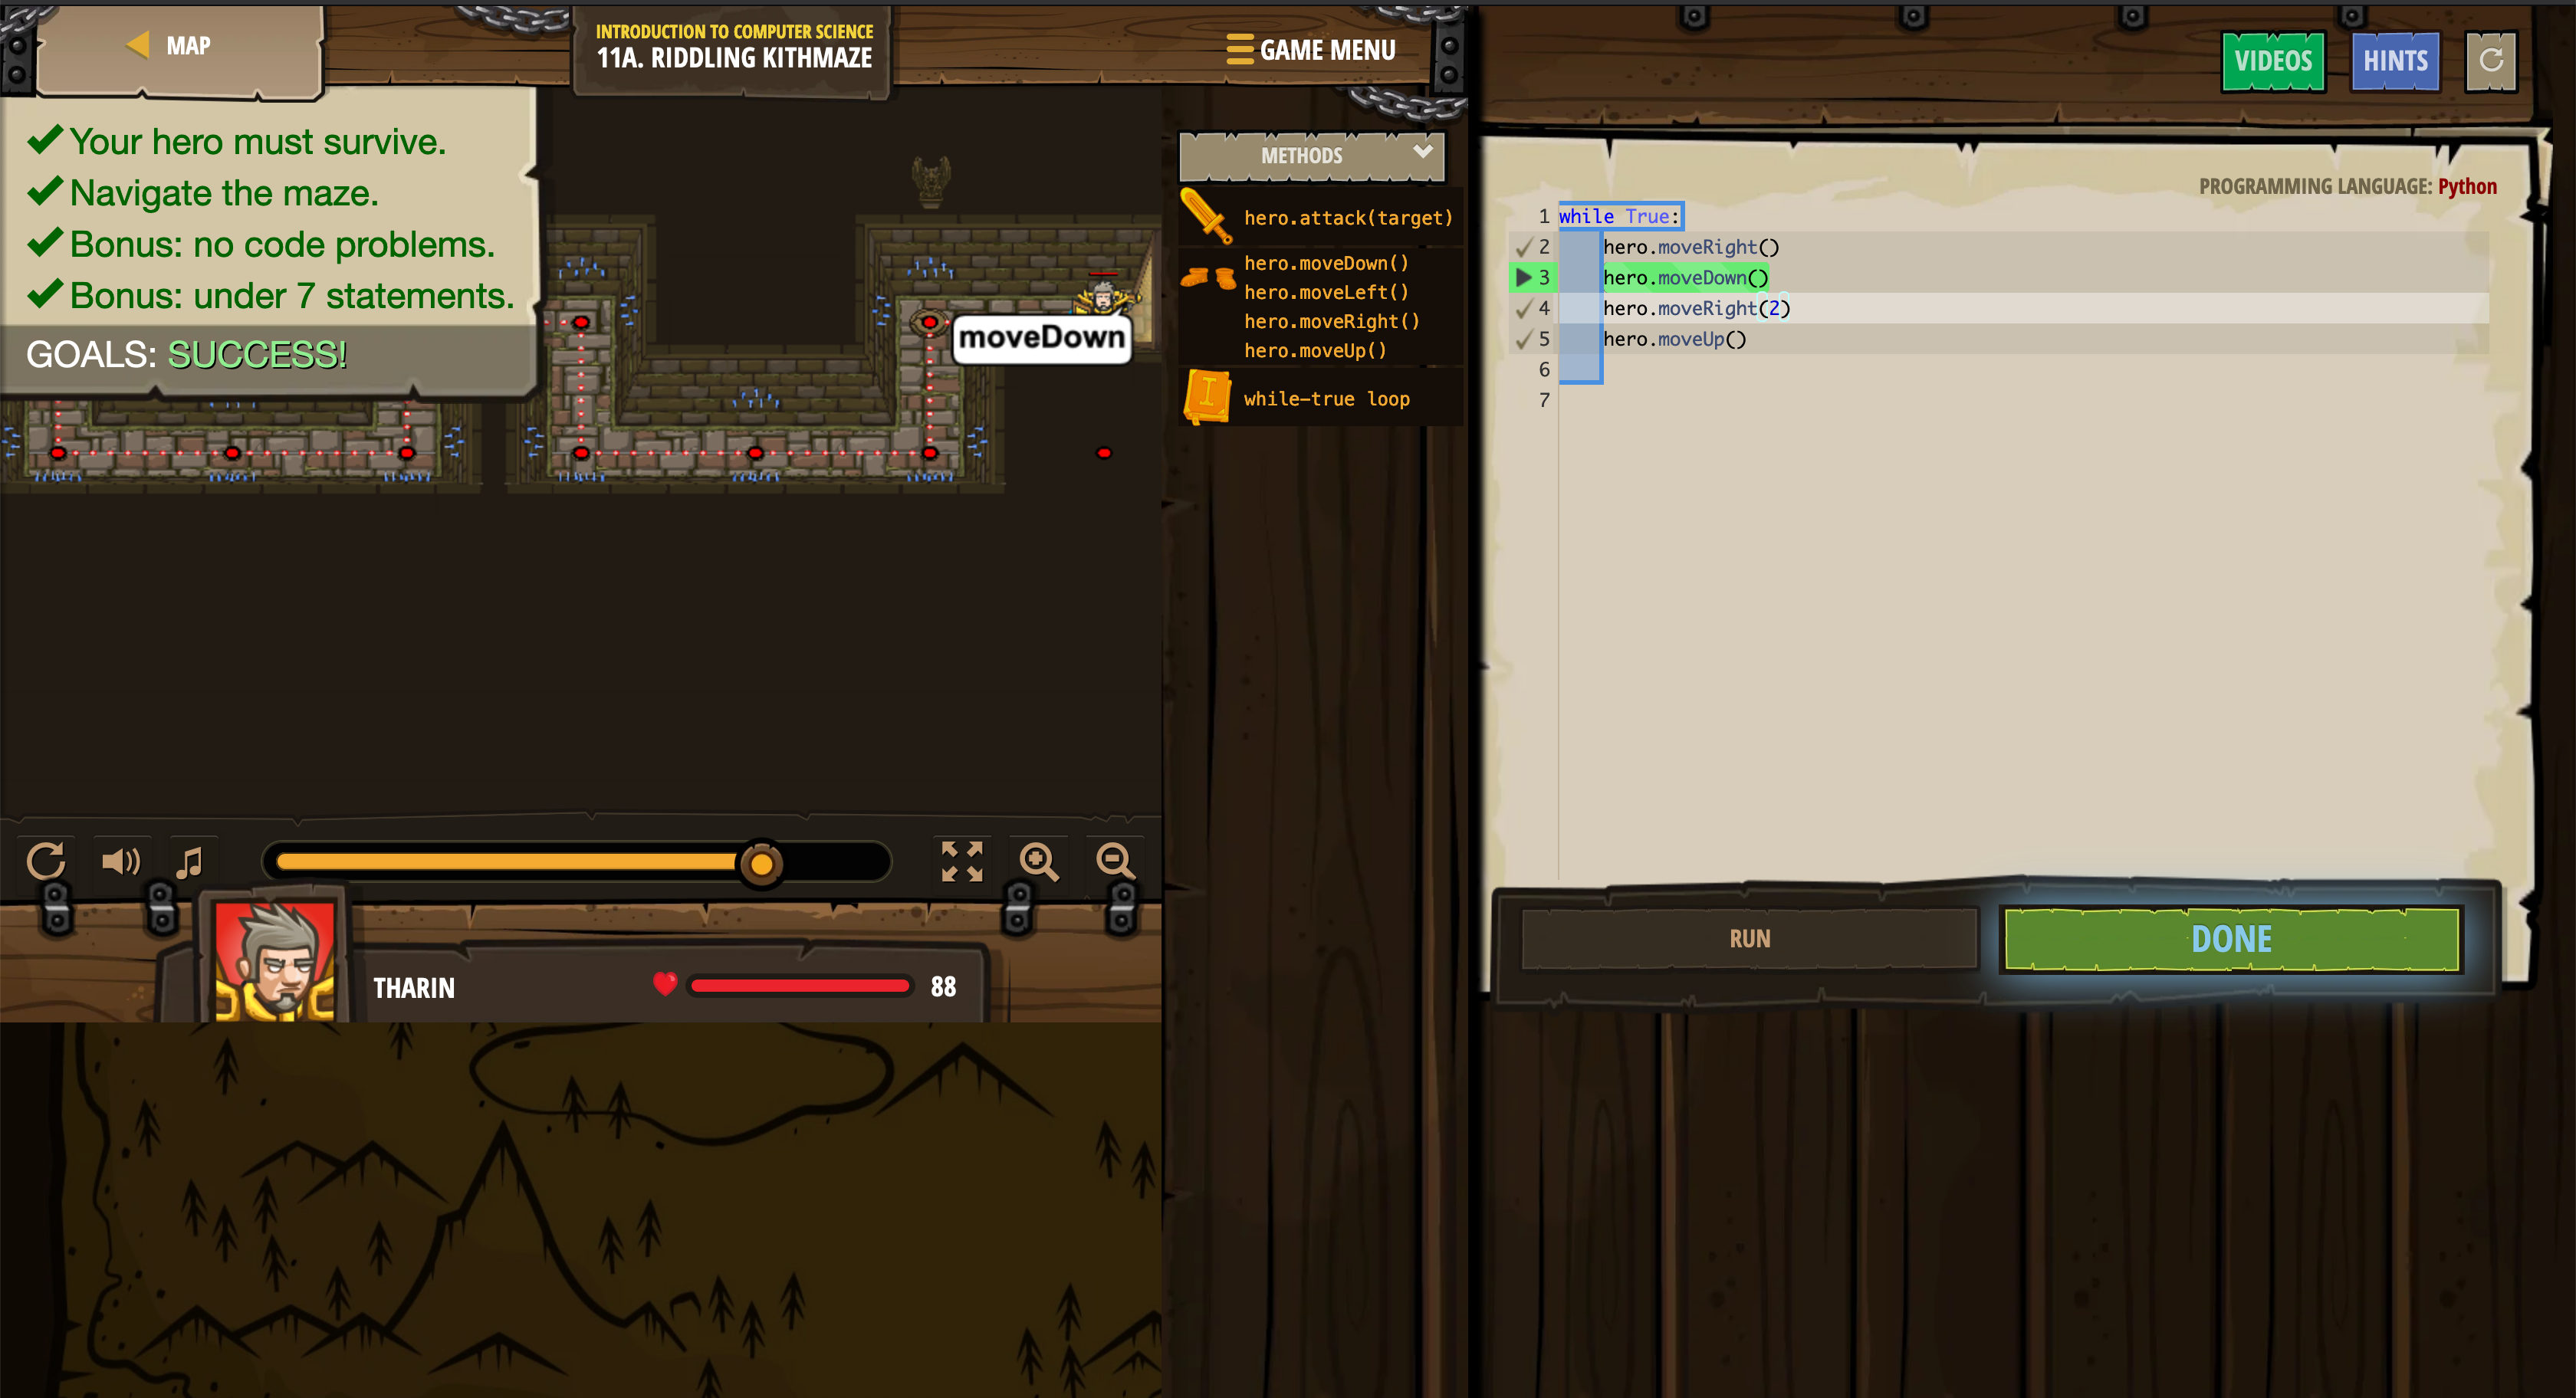 MAP
INTRODUCTION TO COMPUTER SCIENCE
11A. RIDDLING KITHMAZE
GAME MENU
VIDEOS
HINTS
Your hero must survive.
Navigate the maze.
Bonus: no code problems.
Bonus: under 7 statements.
GOALS: SUCCESS!
moveDown
METHODS
hero.attack(target)
hero.moveDown()
hero.moveLeft()
hero.moveRight()
hero.moveUp()
I
while-true loop
PROGRAMMING LANGUAGE: Python
1 while True:
2 hero.moveRight()
3 hero.moveDown()
4 hero.moveRight(2)
5 hero.moveUp()
6
7
RUN
DONE
THARIN
88